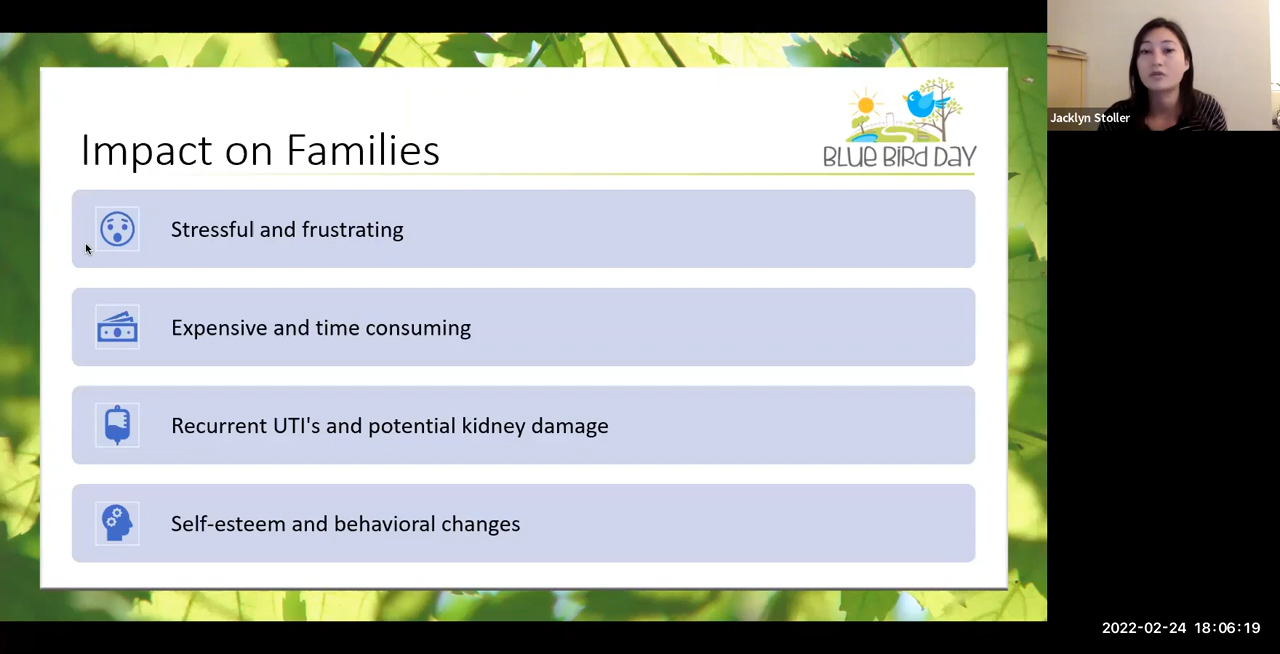 Impact on Families
BLUE BIRD DAY
Jacklyn Stoller
Stressful and frustrating
Expensive and time consuming
Recurrent UTI's and potential kidney damage
Self-esteem and behavioral changes
2022-02-24 18:06:19